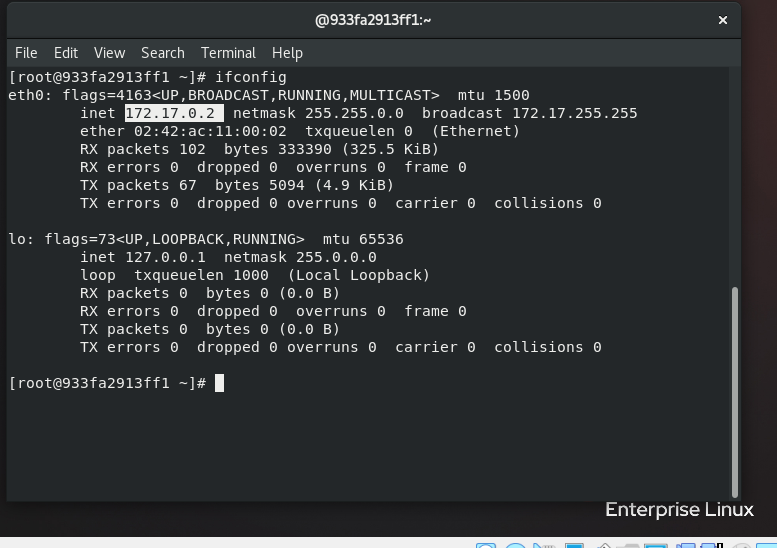 @933fa2913ff1:~ ×
File Edit View Search Terminal Help
[root@933fa2913ff1 ~]# ifconfig
eth0: flags=4163<UP,BROADCAST,RUNNING,MULTICAST>  mtu 1500
        inet 172.17.0.2  netmask 255.255.0.0  broadcast 172.17.255.255
        ether 02:42:ac:11:00:02  txqueuelen 0  (Ethernet)
        RX packets 102  bytes 333390 (325.5 KiB)
        RX errors 0  dropped 0  overruns 0  frame 0
        TX packets 67  bytes 5094 (4.9 KiB)
        TX errors 0  dropped 0 overruns 0  carrier 0  collisions 0
lo: flags=73<UP,LOOPBACK,RUNNING>  mtu 65536
        inet 127.0.0.1  netmask 255.0.0.0
        loop  txqueuelen 1000  (Local Loopback)
        RX packets 0  bytes 0 (0.0 B)
        RX errors 0  dropped 0  overruns 0  frame 0
        TX packets 0  bytes 0 (0.0 B)
        TX errors 0  dropped 0 overruns 0  carrier 0  collisions 0
[root@933fa2913ff1 ~]#
Enterprise Linux